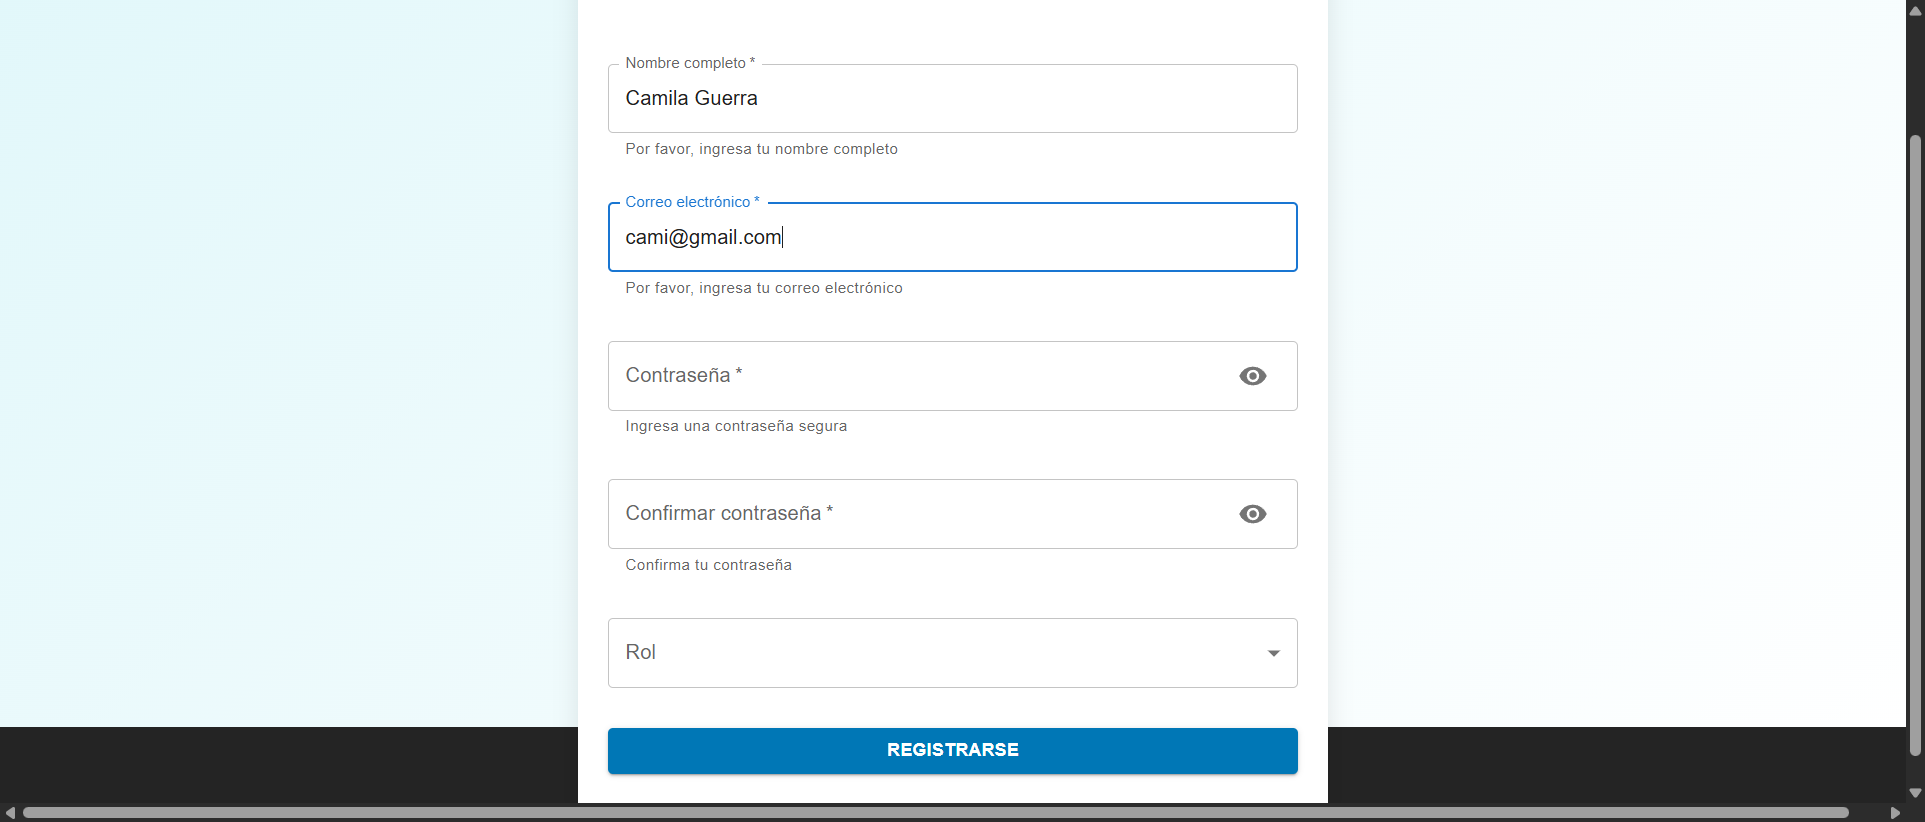 Nombre completo *
Camila Guerra
Por favor, ingresa tu nombre completo
Correo electrónico *
cami@gmail.com
Por favor, ingresa tu correo electrónico
Contraseña *
Ingresa una contraseña segura
Confirmar contraseña *
Confirma tu contraseña
Rol
REGISTRARSE